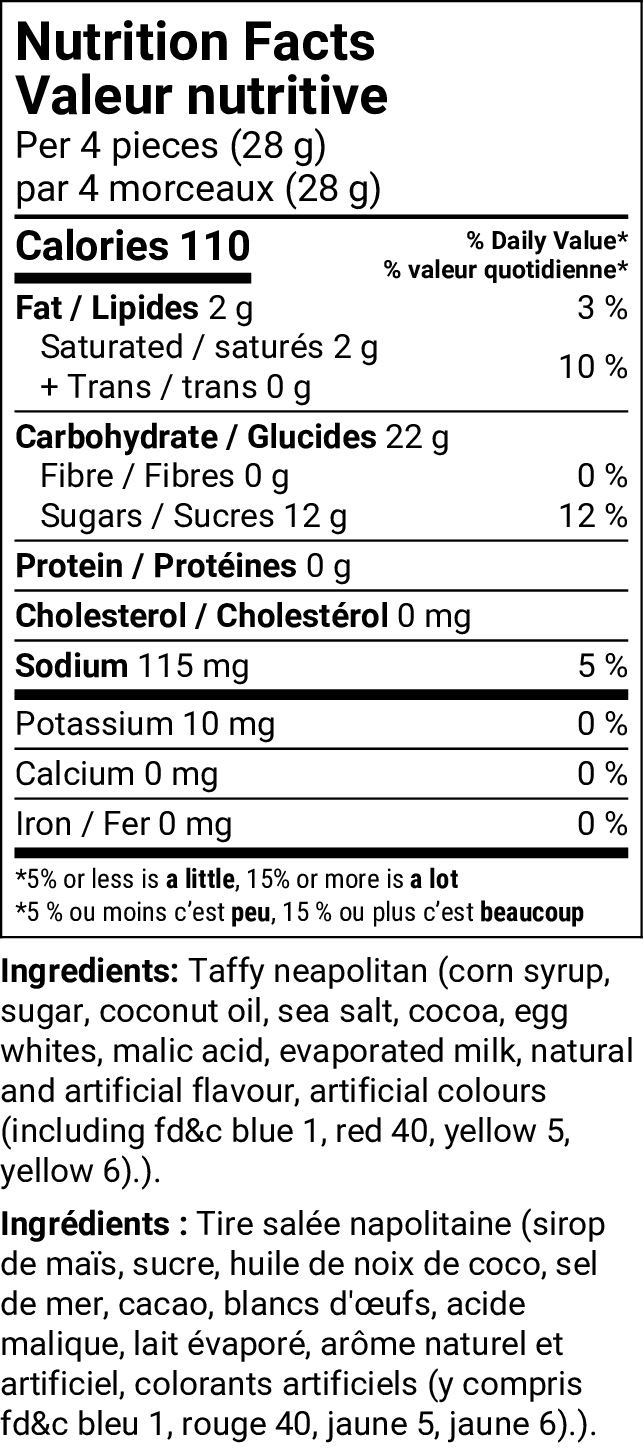 Nutrition Facts
Valeur nutritive
Per 4 pieces (28 g)
par 4 morceaux (28 g)
Calories 110
% Daily Value*
% valeur quotidienne*
Fat / Lipides 2 g 3 %
Saturated / saturés 2 g
+ Trans / trans 0 g 10 %
Carbohydrate / Glucides 22 g
Fibre / Fibres 0 g 0 %
Sugars / Sucres 12 g 12 %
Protein / Protéines 0 g
Cholesterol / Cholestérol 0 mg
Sodium 115 mg 5 %
Potassium 10 mg 0 %
Calcium 0 mg 0 %
Iron / Fer 0 mg 0 %
*5% or less is a little, 15% or more is a lot
*5 % ou moins c’est peu, 15 % ou plus c’est beaucoup
Ingredients: Taffy neapolitan (corn syrup,
sugar, coconut oil, sea salt, cocoa, egg
whites, malic acid, evaporated milk, natural
and artificial flavour, artificial colours
(including fd&c blue 1, red 40, yellow 5,
yellow 6).).
Ingrédients : Tire salée napolitaine (sirop
de maïs, sucre, huile de noix de coco, sel
de mer, cacao, blancs d'œufs, acide
malique, lait évaporé, arôme naturel et
artificiel, colorants artificiels (y compris
fd&c bleu 1, rouge 40, jaune 5, jaune 6).).